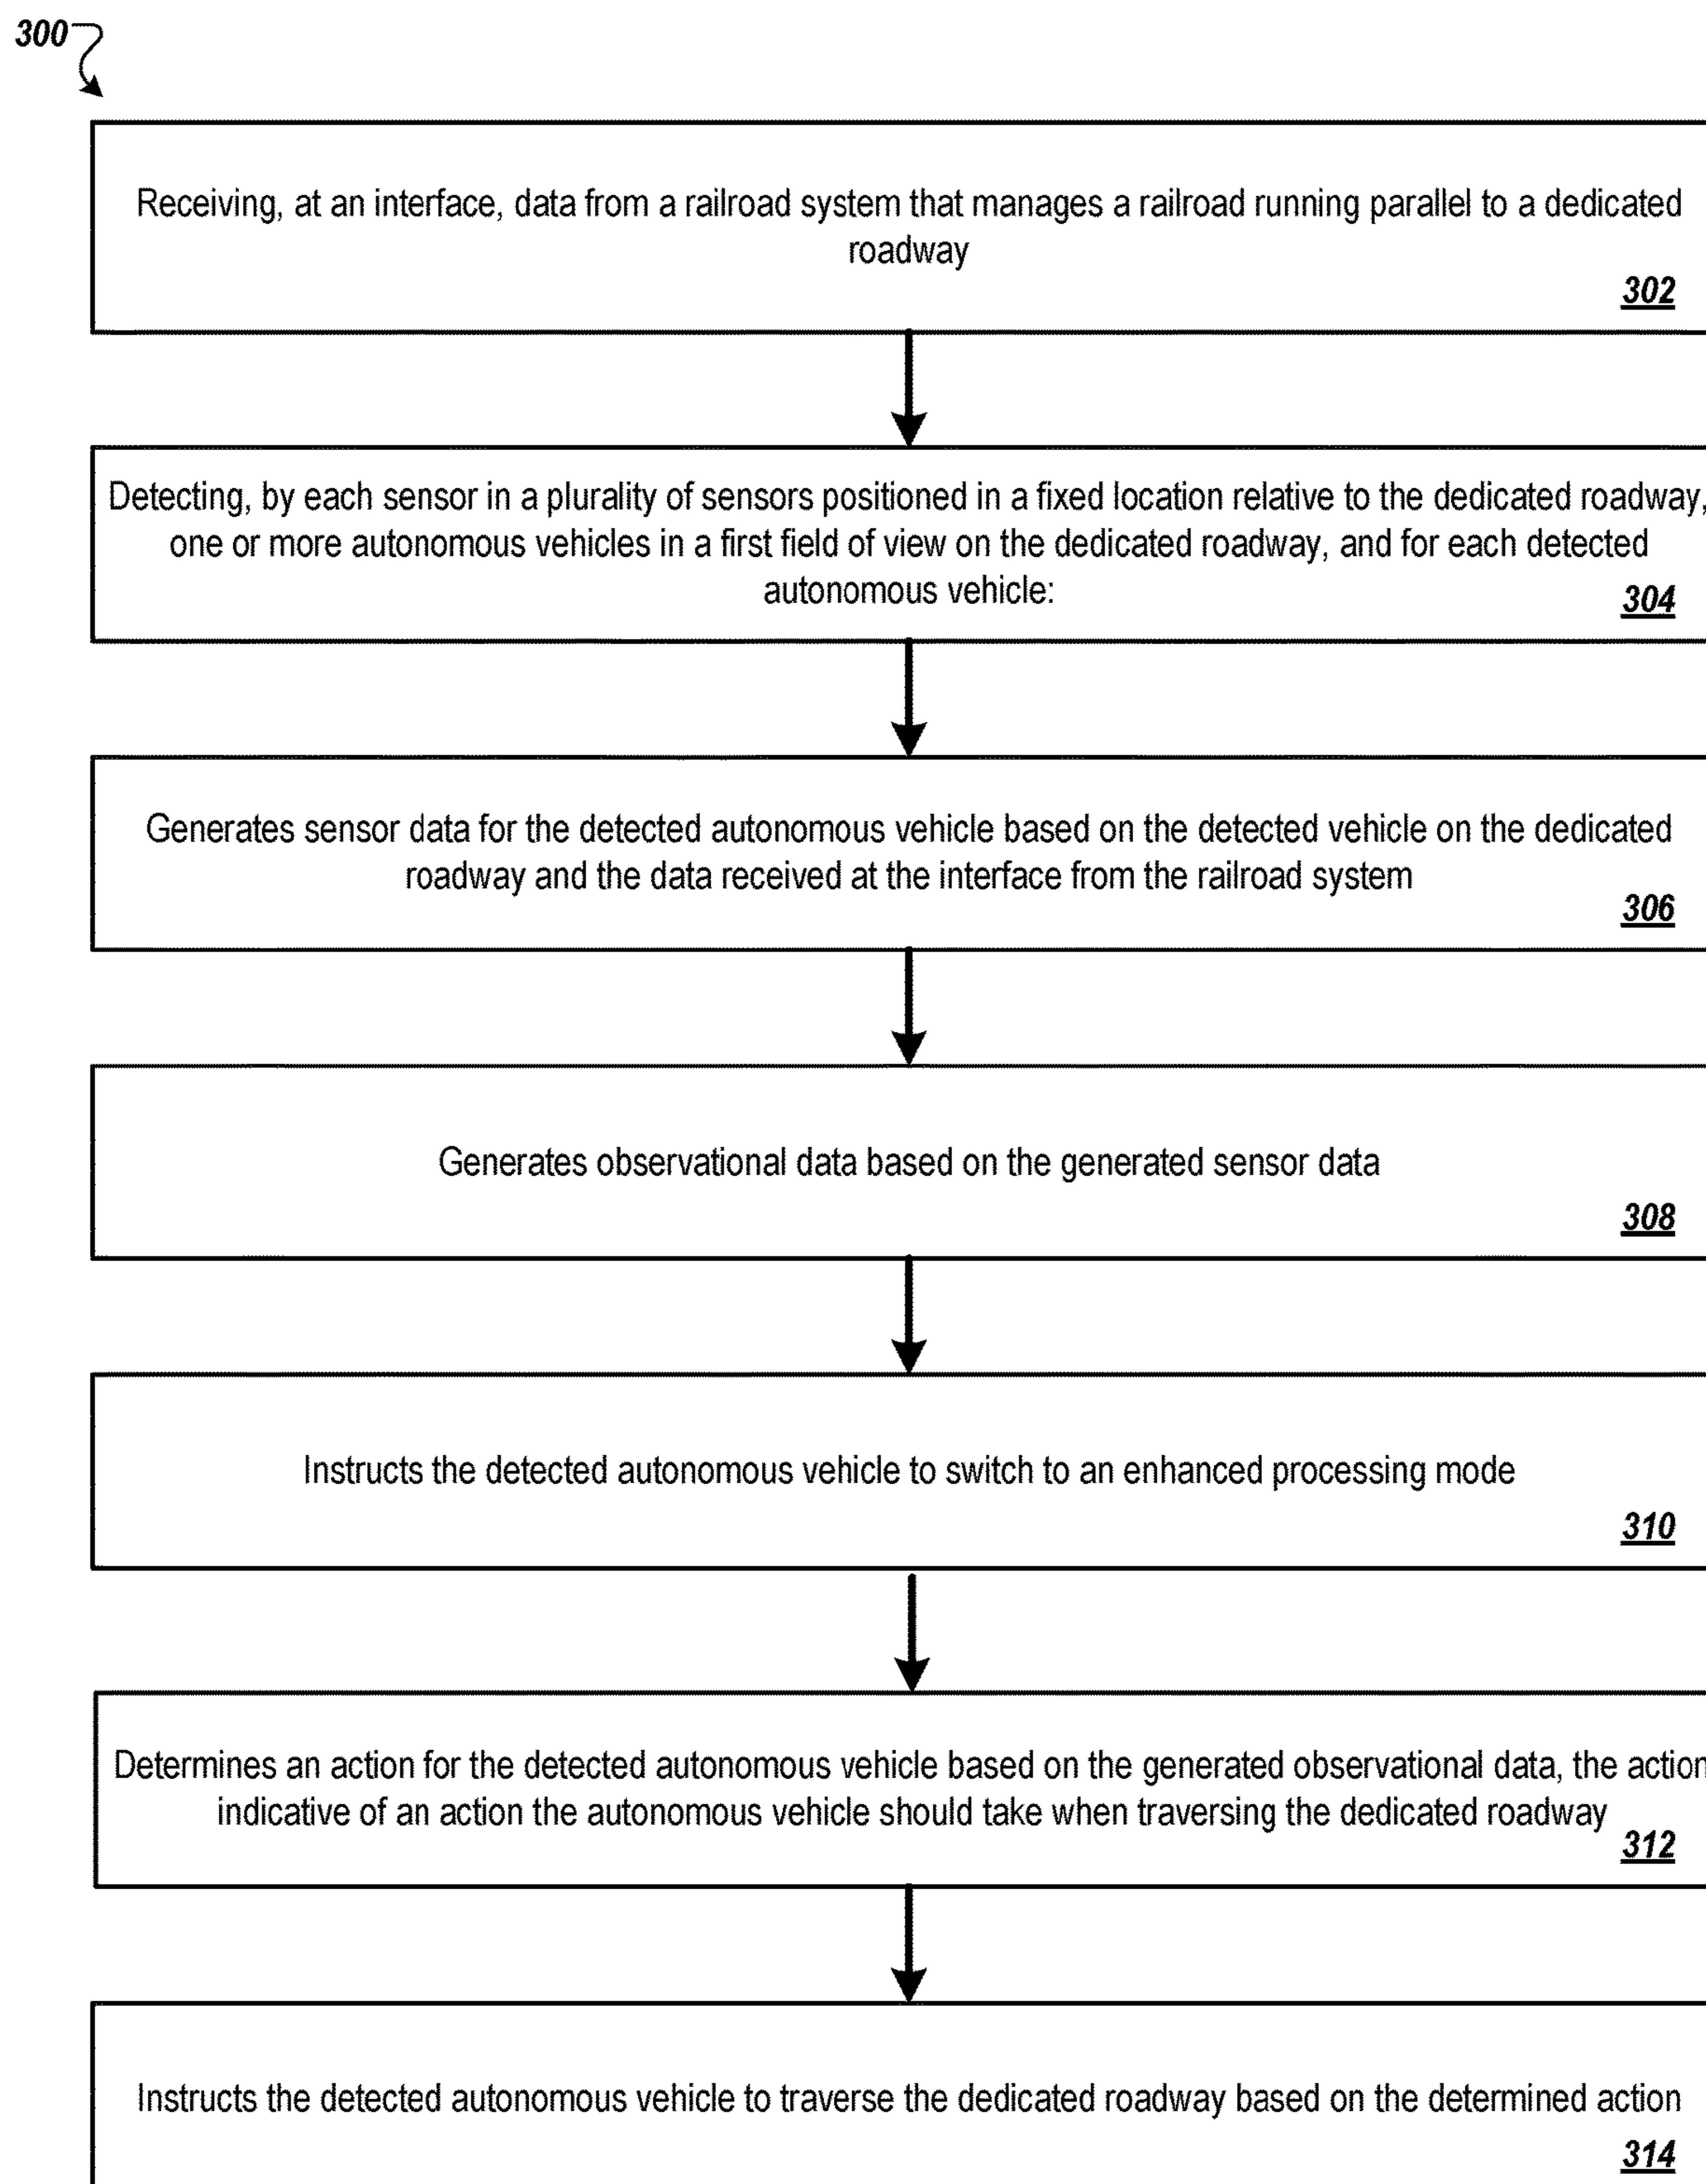 300
Receiving, at an interface, data from a railroad system that manages a railroad running parallel to a dedicated
roadway
302
Detecting, by each sensor in a plurality of sensors positioned in a fixed location relative to the dedicated roadway,
one or more autonomous vehicles in a first field of view on the dedicated roadway, and for each detected
autonomous vehicle:
304
Generates sensor data for the detected autonomous vehicle based on the detected vehicle on the dedicated
roadway and the data received at the interface from the railroad system
306
Generates observational data based on the generated sensor data
308
Instructs the detected autonomous vehicle to switch to an enhanced processing mode
310
Determines an action for the detected autonomous vehicle based on the generated observational data, the action
indicative of an action the autonomous vehicle should take when traversing the dedicated roadway
312
Instructs the detected autonomous vehicle to traverse the dedicated roadway based on the determined action
314